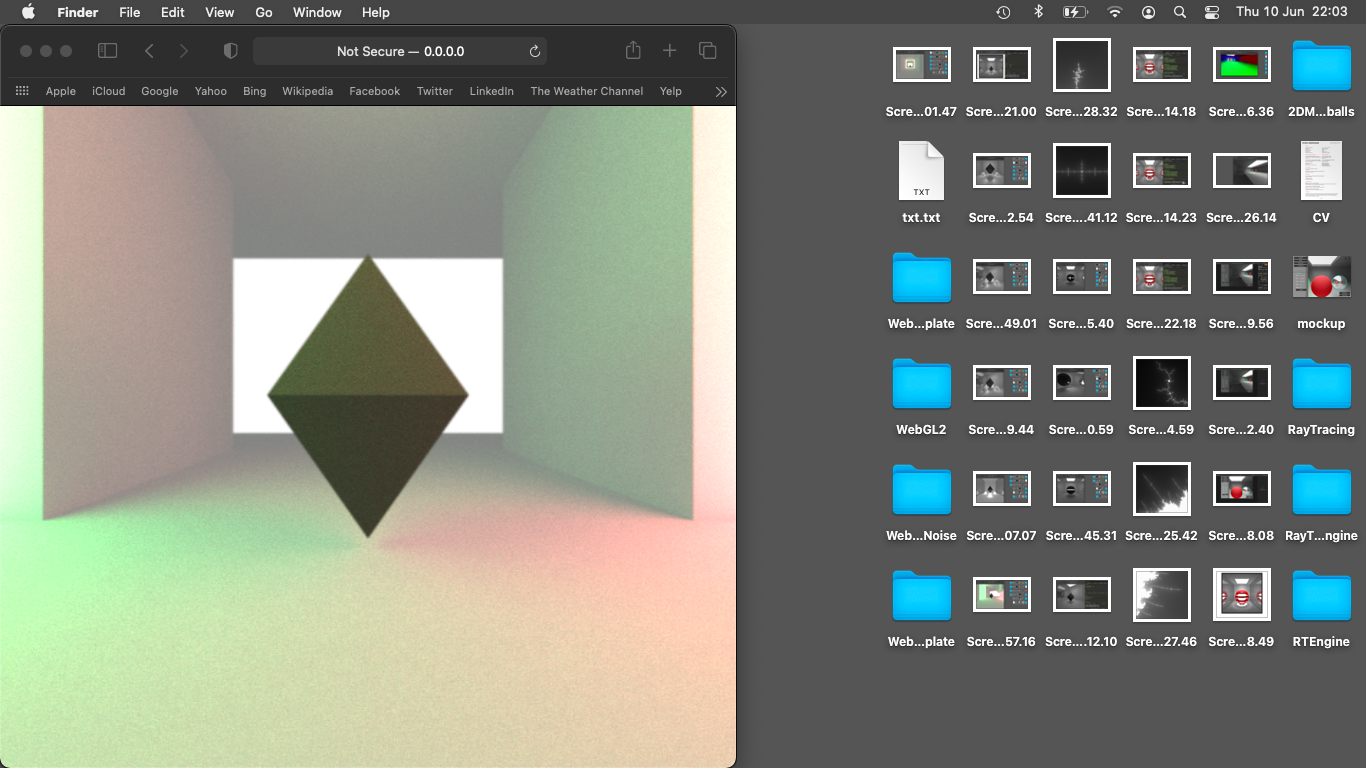 Finder File Edit View Go Window Help Thu 10 Jun 22:03
Not Secure — 0.0.0.0
Apple iCloud Google Yahoo Bing Wikipedia Facebook Twitter LinkedIn The Weather Channel Yelp
Scre...01.47 Scre...21.00 Scre...28.32 Scre...14.18 Scre...6.36 2DM...balls
TXT
txt.txt Scre...2.54 Scre....41.12 Scre...14.23 Scre...26.14 CV
Web...plate Scre...49.01 Scre...5.40 Scre...22.18 Scre...9.56 mockup
WebGL2 Scre...9.44 Scre...0.59 Scre...4.59 Scre...2.40 RayTracing
Web...Noise Scre...07.07 Scre...45.31 Scre...25.42 Scre...8.08 RayT...ngine
Web...plate Scre...57.16 Scre....12.10 Scre...27.46 Scre...8.49 RTEngine